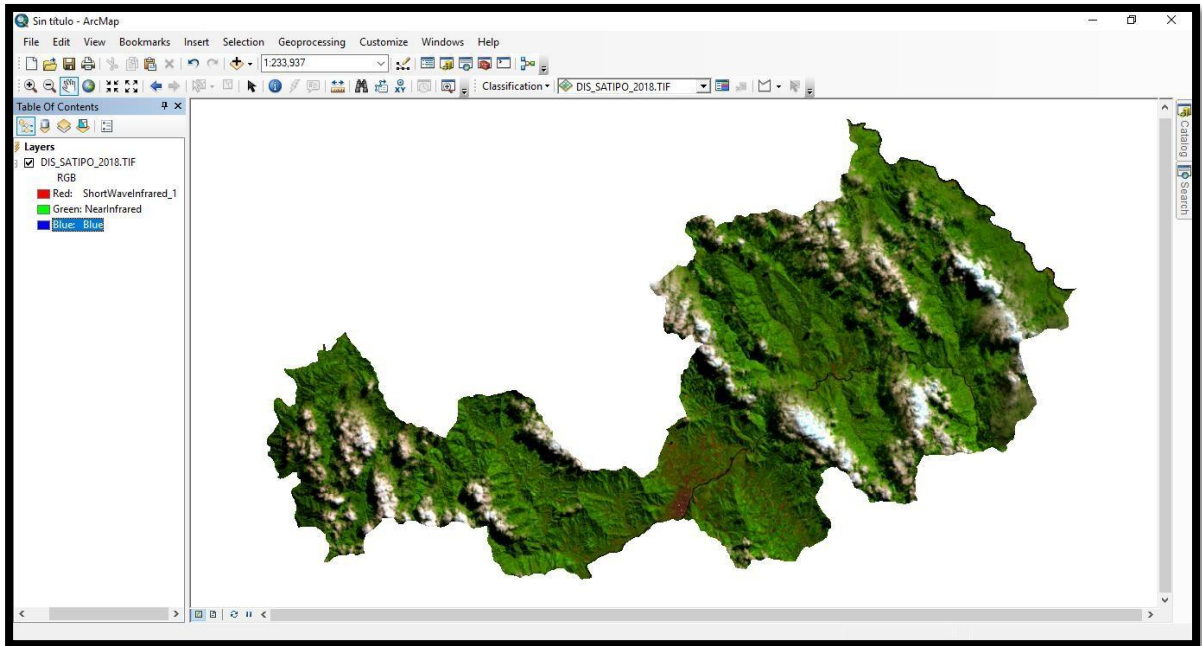 Sin título - ArcMap
File Edit View Bookmarks Insert Selection Geoprocessing Customize Windows Help
1:233,937
Classification DIS_SATIPO_2018.TIF
Table Of Contents
Layers
DIS_SATIPO_2018.TIF
RGB
Red: ShortWaveInfrared_1
Green: NearInfrared
Blue: Blue
Catalog
Search